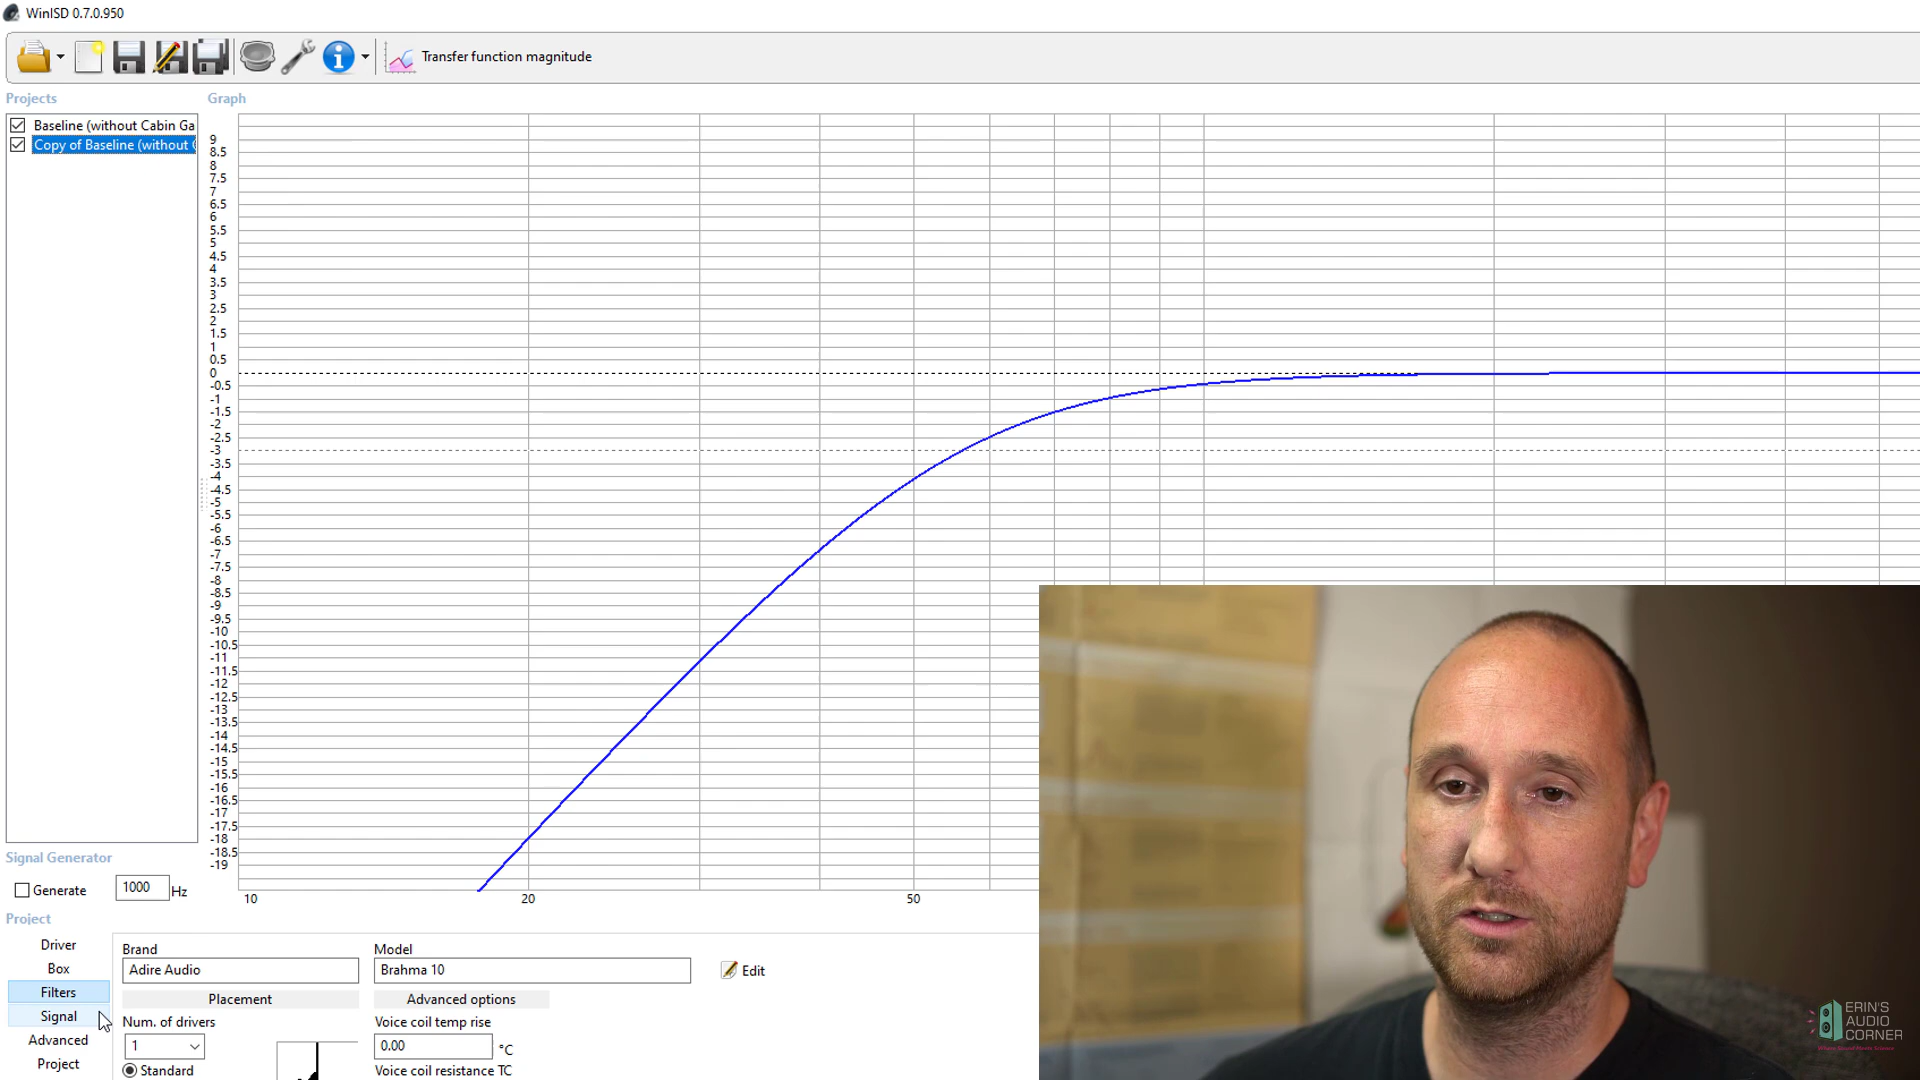 WinISD 0.7.0.950
Transfer function magnitude
Projects
Graph
Baseline (without Cabin Ga
Copy of Baseline (without
9
8.5
8
7.5
7
6.5
6
5.5
5
4.5
4
3.5
3
2.5
2
1.5
1
0.5
0
-0.5
-1
-1.5
-2
-2.5
-3
-3.5
-4
-4.5
-5
-5.5
-6
-6.5
-7
-7.5
-8
-8.5
-9
-9.5
-10
-10.5
-11
-11.5
-12
-12.5
-13
-13.5
-14
-14.5
-15
-15.5
-16
-16.5
-17
-17.5
-18
-18.5
-19
10 20 50
Signal Generator
Generate 1000 Hz
Project
Driver
Box
Filters
Signal
Advanced
Project
Brand
Adire Audio
Model
Brahma 10
Edit
Placement
Advanced options
Num. of drivers
1
Standard
Voice coil temp rise
0.00 °C
Voice coil resistance TC
ERIN'S
AUDIO
CORNER